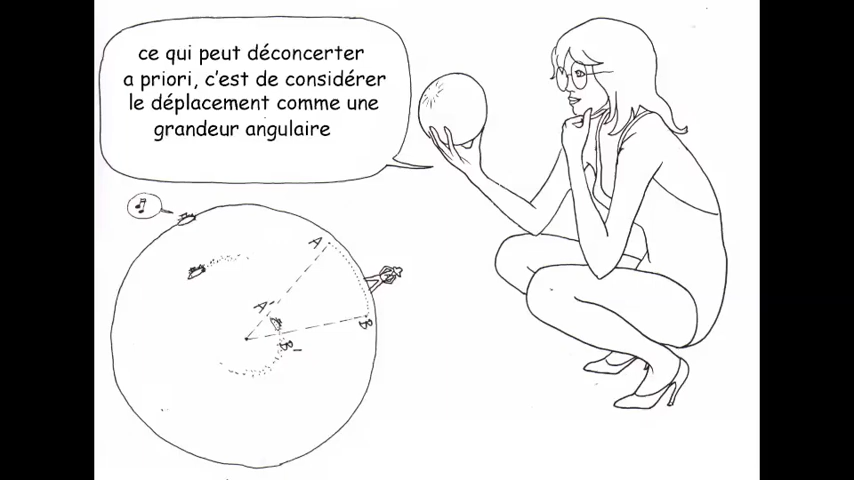 ce qui peut déconcerter
a priori, c'est de considérer
le déplacement comme une
grandeur angulaire
A
A'
B
B'